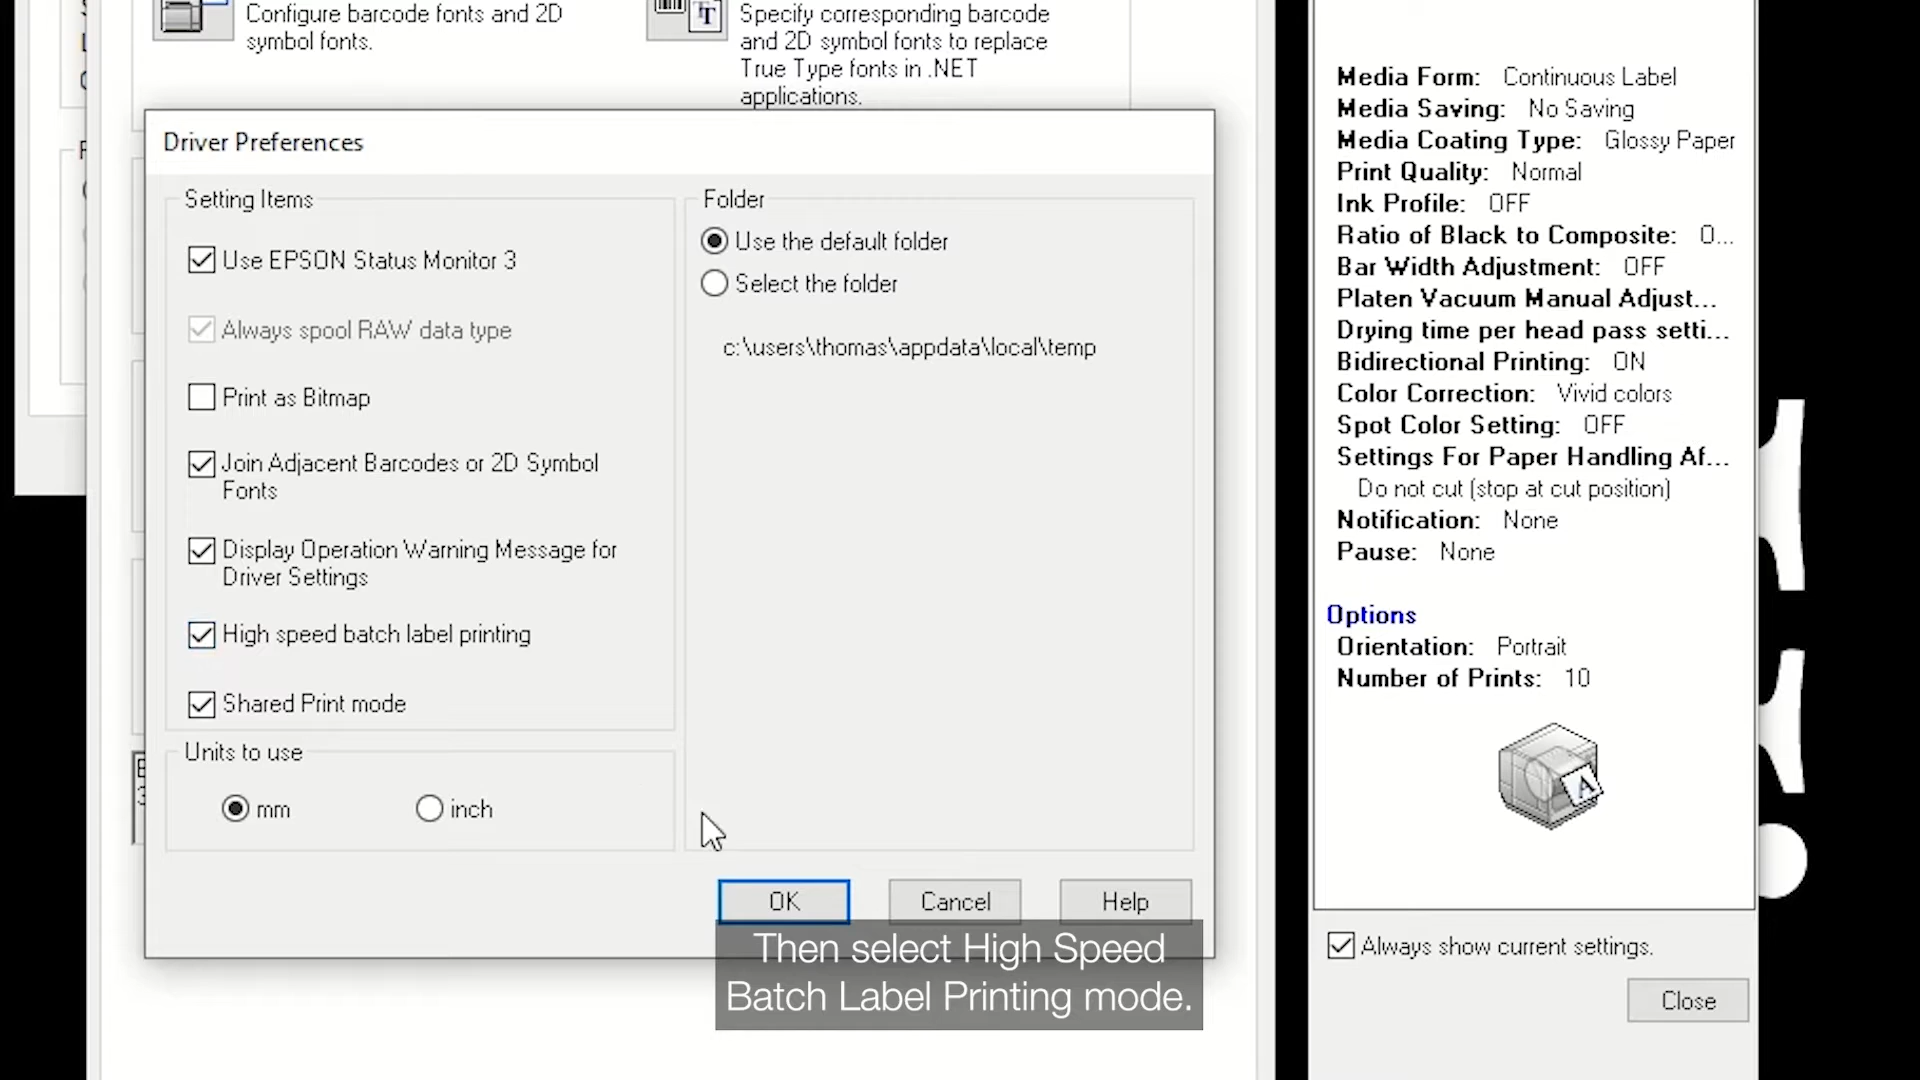 Configure barcode fonts and 2D
symbol fonts.
Specify corresponding barcode
and 2D symbol fonts to replace
True Type fonts in .NET
applications.
Driver Preferences
Setting Items
Use EPSON Status Monitor 3
Always spool RAW data type
Print as Bitmap
Join Adjacent Barcodes or 2D Symbol
Fonts
Display Operation Warning Message for
Driver Settings
High speed batch label printing
Shared Print mode
Units to use
mm
inch
Folder
Use the default folder
Select the folder
c:\users\thomas\appdata\local\temp
OK
Cancel
Help
Then select High Speed
Batch Label Printing mode.
Media Form: Continuous Label
Media Saving: No Saving
Media Coating Type: Glossy Paper
Print Quality: Normal
Ink Profile: OFF
Ratio of Black to Composite: 0...
Bar Width Adjustment: OFF
Platen Vacuum Manual Adjust...
Drying time per head pass setti...
Bidirectional Printing: ON
Color Correction: Vivid colors
Spot Color Setting: OFF
Settings For Paper Handling Af...
Do not cut (stop at cut position)
Notification: None
Pause: None
Options
Orientation: Portrait
Number of Prints: 10
Always show current settings.
Close